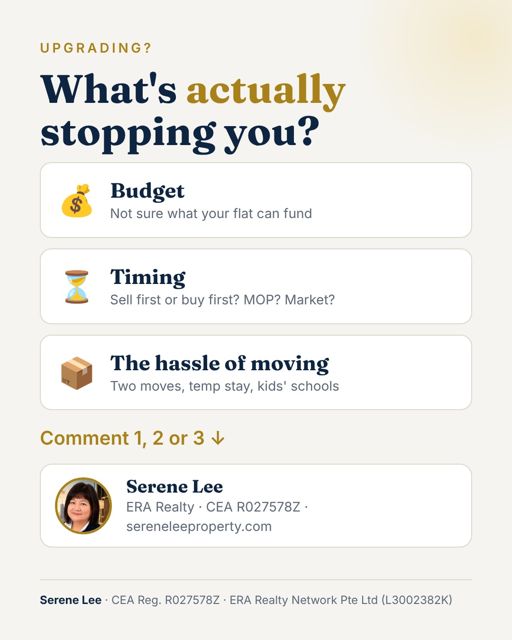 UPGRADING?
What's actually
stopping you?
Budget
Not sure what your flat can fund
Timing
Sell first or buy first? MOP? Market?
The hassle of moving
Two moves, temp stay, kids' schools
Comment 1, 2 or 3 ↓
Serene Lee
ERA Realty · CEA R027578Z ·
sereneleeproperty.com
Serene Lee · CEA Reg. R027578Z · ERA Realty Network Pte Ltd (L3002382K)